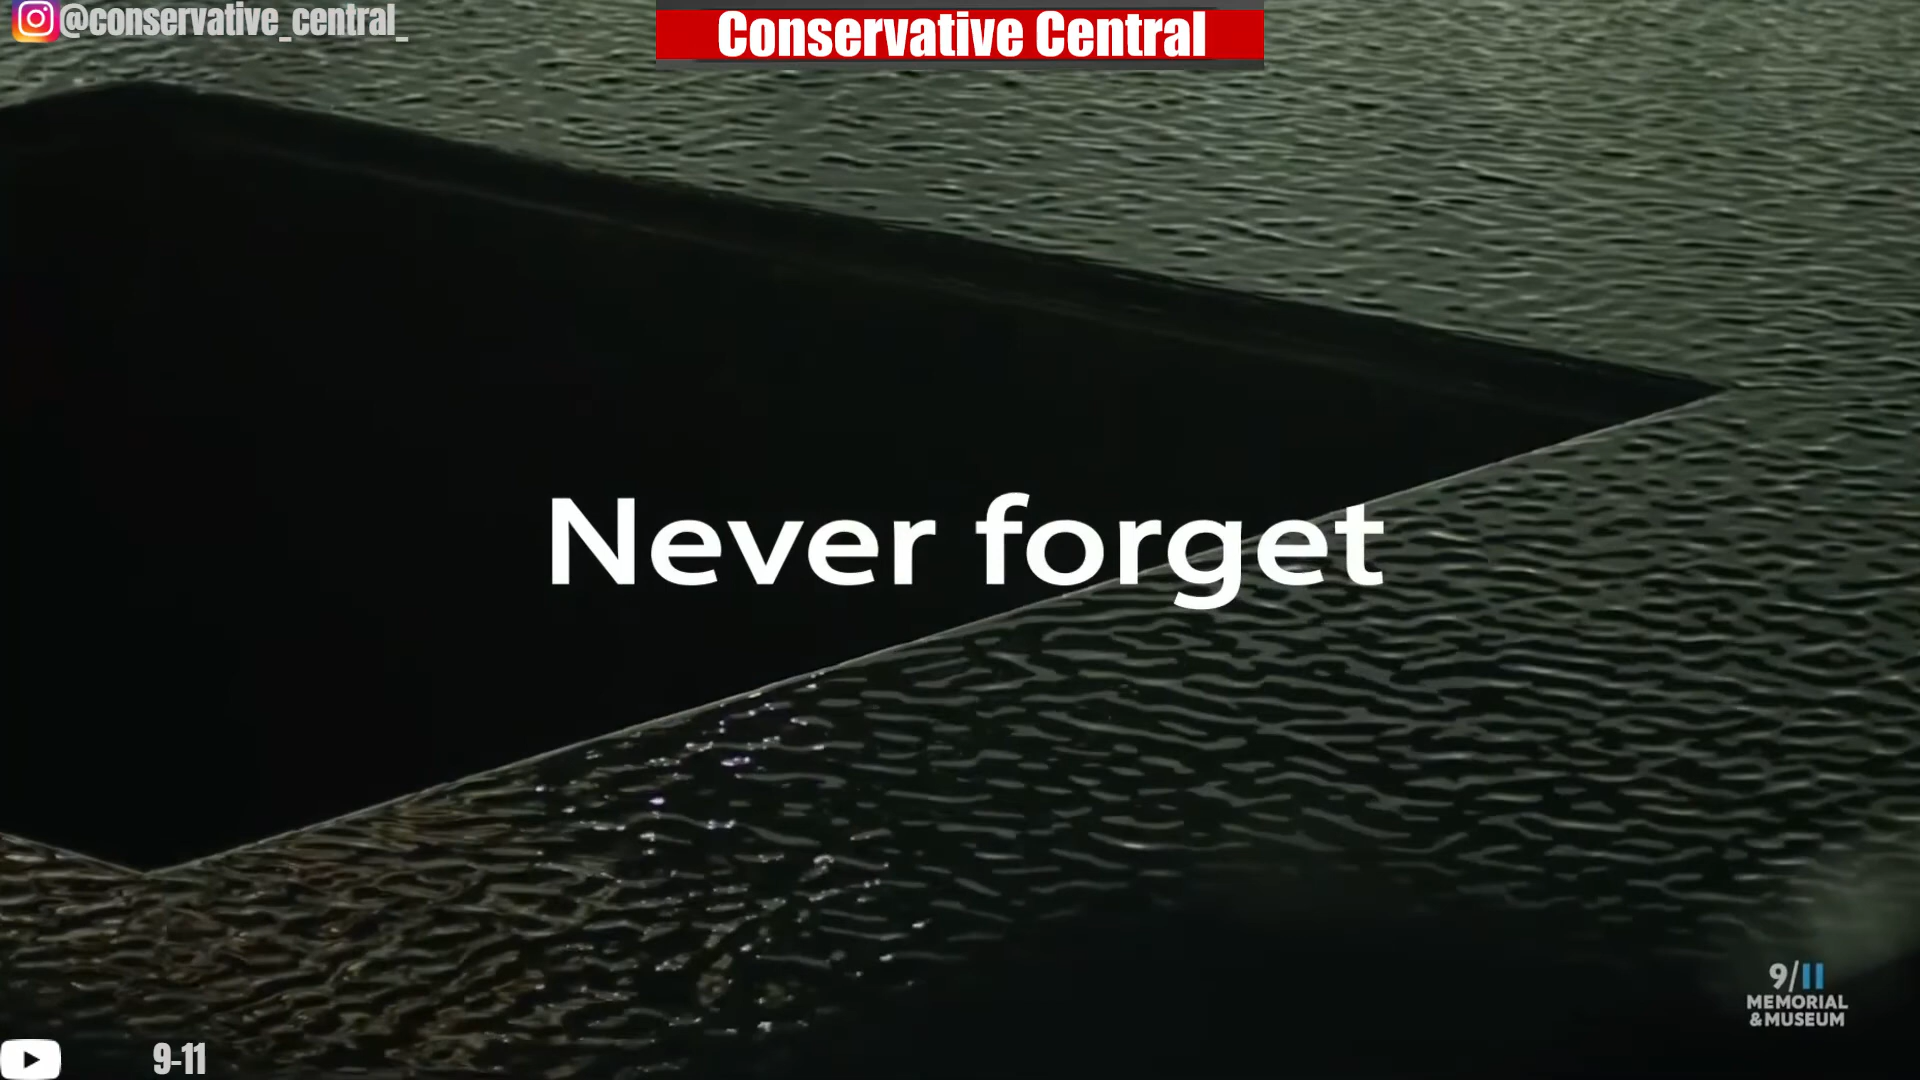 @conservative_central_
Conservative Central
Never forget
9/11
MEMORIAL
&MUSEUM
9-11